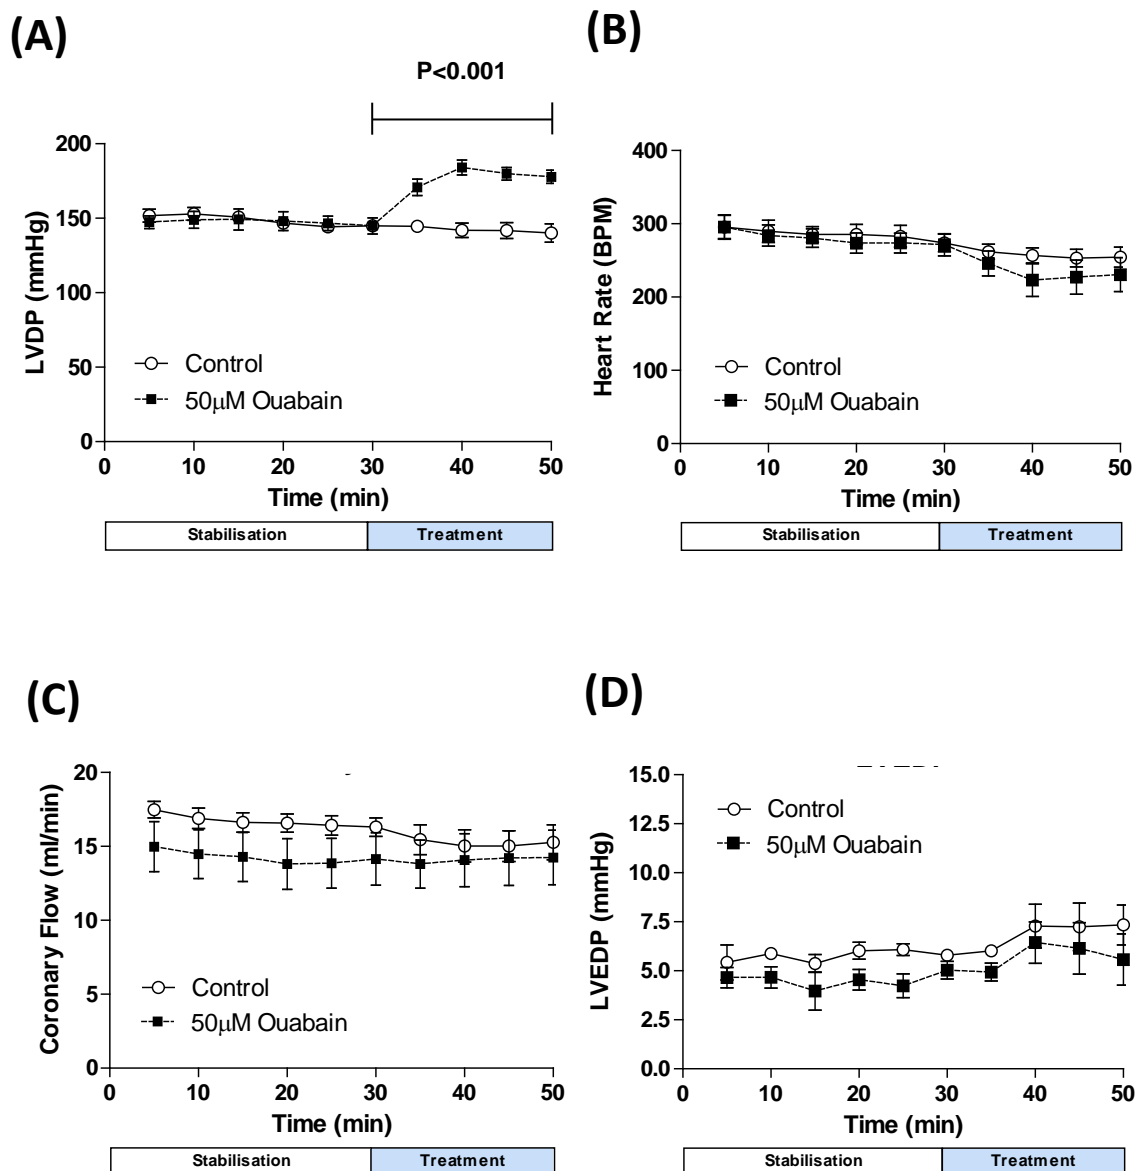 (A)
P<0.001
LVDP (mmHg)
200
150
100
50
0
Control
50μM Ouabain
0 10 20 30 40 50
Time (min)
Stabilisation Treatment
(B)
Heart Rate (BPM)
400
300
200
100
0
Control
50μM Ouabain
0 10 20 30 40 50
Time (min)
Stabilisation Treatment
(C)
Coronary Flow (ml/min)
20
15
10
5
0
Control
50μM Ouabain
0 10 20 30 40 50
Time (min)
Stabilisation Treatment
(D)
LVEDP (mmHg)
15.0
12.5
10.0
7.5
5.0
2.5
0.0
Control
50μM Ouabain
0 10 20 30 40 50
Time (min)
Stabilisation Treatment